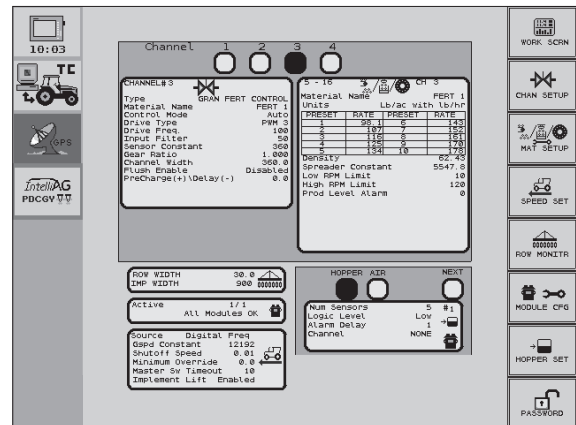 10:03
TC
GPS
IntelliAG
PDCGY
Channel 1 2 3 4
CHANNEL# 3
Type GRAN FERT CONTROL
Material Name FERT 1
Control Mode Auto
Drive Type PWM 3
Drive Freq. 100
Input Filter 50
Sensor Constant 360
Gear Ratio 1.000
Channel Width 360.0
Flush Enable Disabled
PreCharge(+)\Delay(-) 0.0
5 - 16 CH 3
Material Name FERT 1
Units Lb/ac with lb/hr
PRESET RATE PRESET RATE
1 98.1 6 143
2 107 7 152
3 116 8 161
4 125 9 170
5 134 10 178
Density 62.43
Spreader Constant 5547.8
Low RPM Limit 10
High RPM Limit 120
Prod Level Alarm 0
ROW WIDTH 30.0
IMP WIDTH 900
Active 1/1
All Modules OK
Source Digital Freq
Gspd Constant 12192
Shutoff Speed 0.01
Minimum Override 0.0
Master Sw Timeout 10
Implement Lift Enabled
HOPPER AIR NEXT
Num Sensors 5 #1
Logic Level Low
Alarm Delay 1
Channel NONE
WORK SCRN
CHAN SETUP
MAT SETUP
SPEED SET
ROW MONITR
MODULE CFG
HOPPER SET
PASSWORD